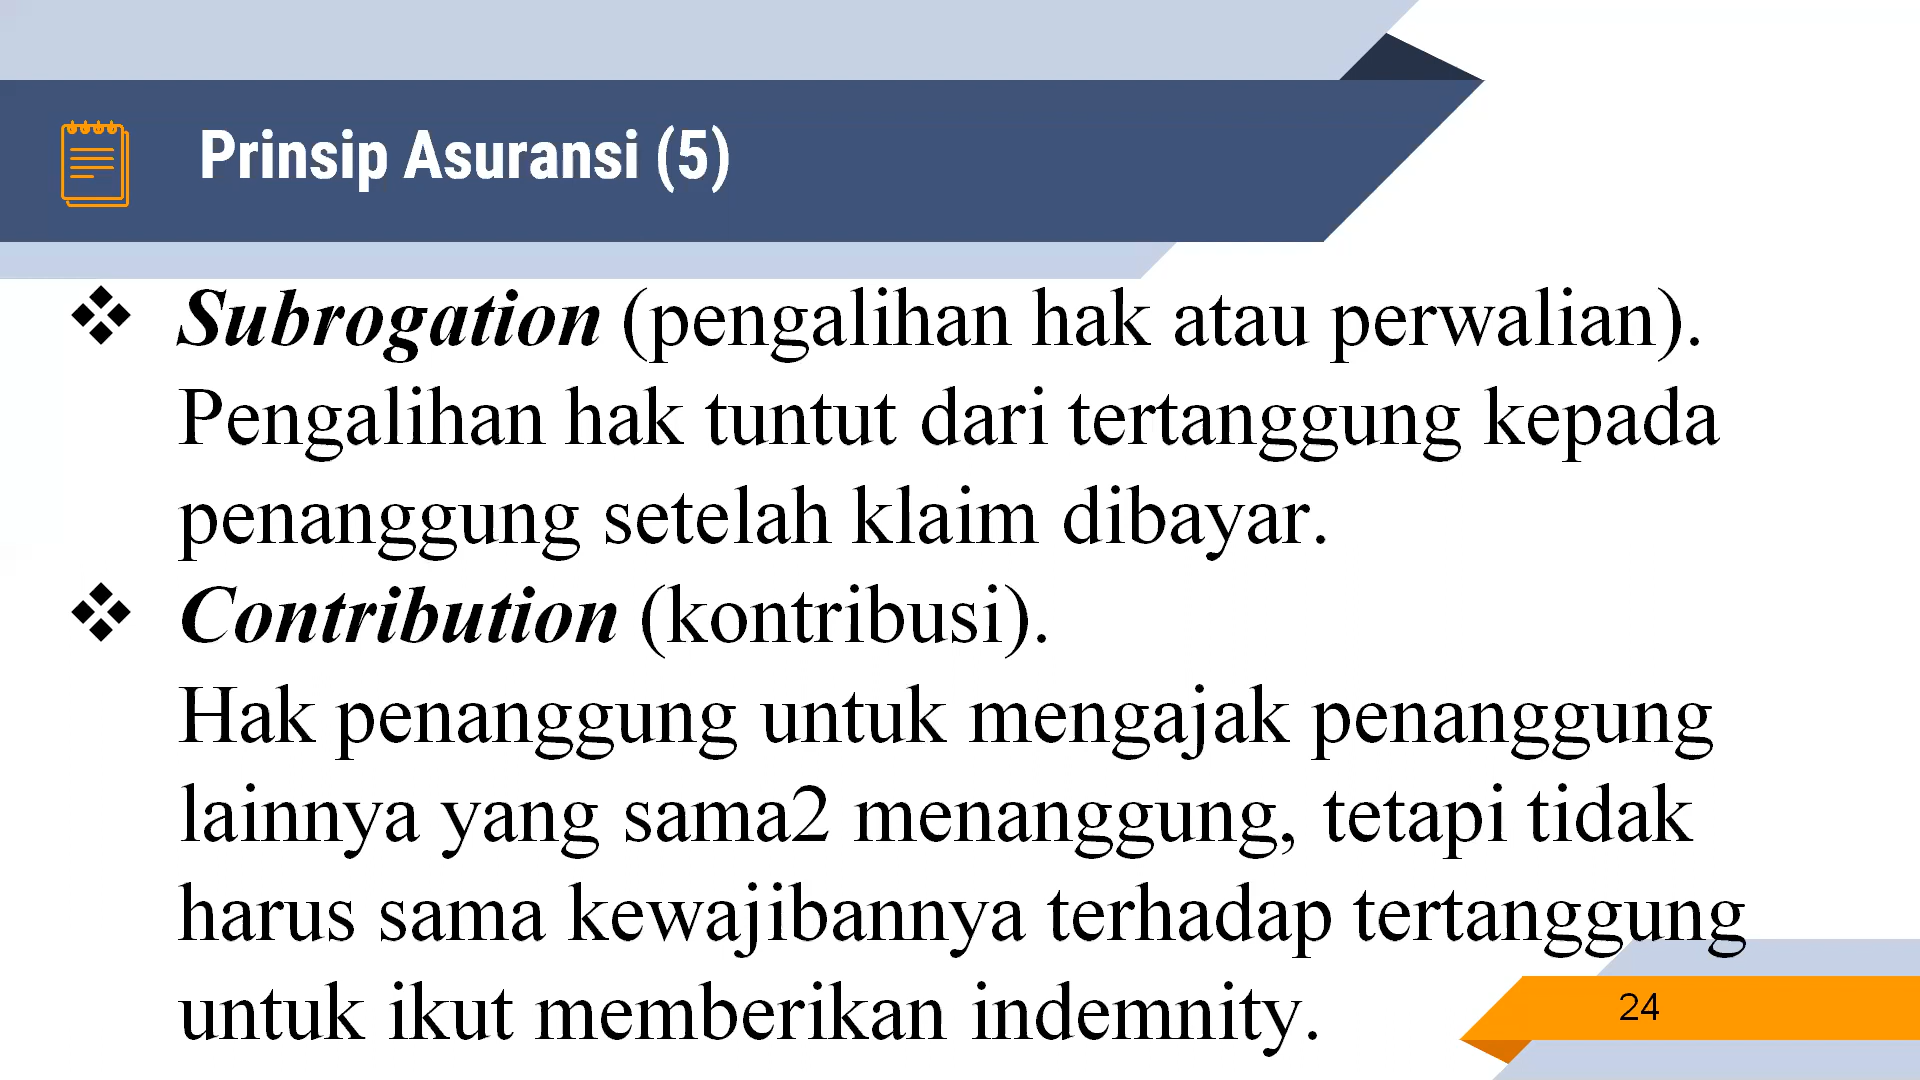 Prinsip Asuransi (5)
❖ Subrogation (pengalihan hak atau perwalian).
Pengalihan hak tuntut dari tertanggung kepada
penanggung setelah klaim dibayar.
❖ Contribution (kontribusi).
Hak penanggung untuk mengajak penanggung
lainnya yang sama2 menanggung, tetapi tidak
harus sama kewajibannya terhadap tertanggung
untuk ikut memberikan indemnity.
24